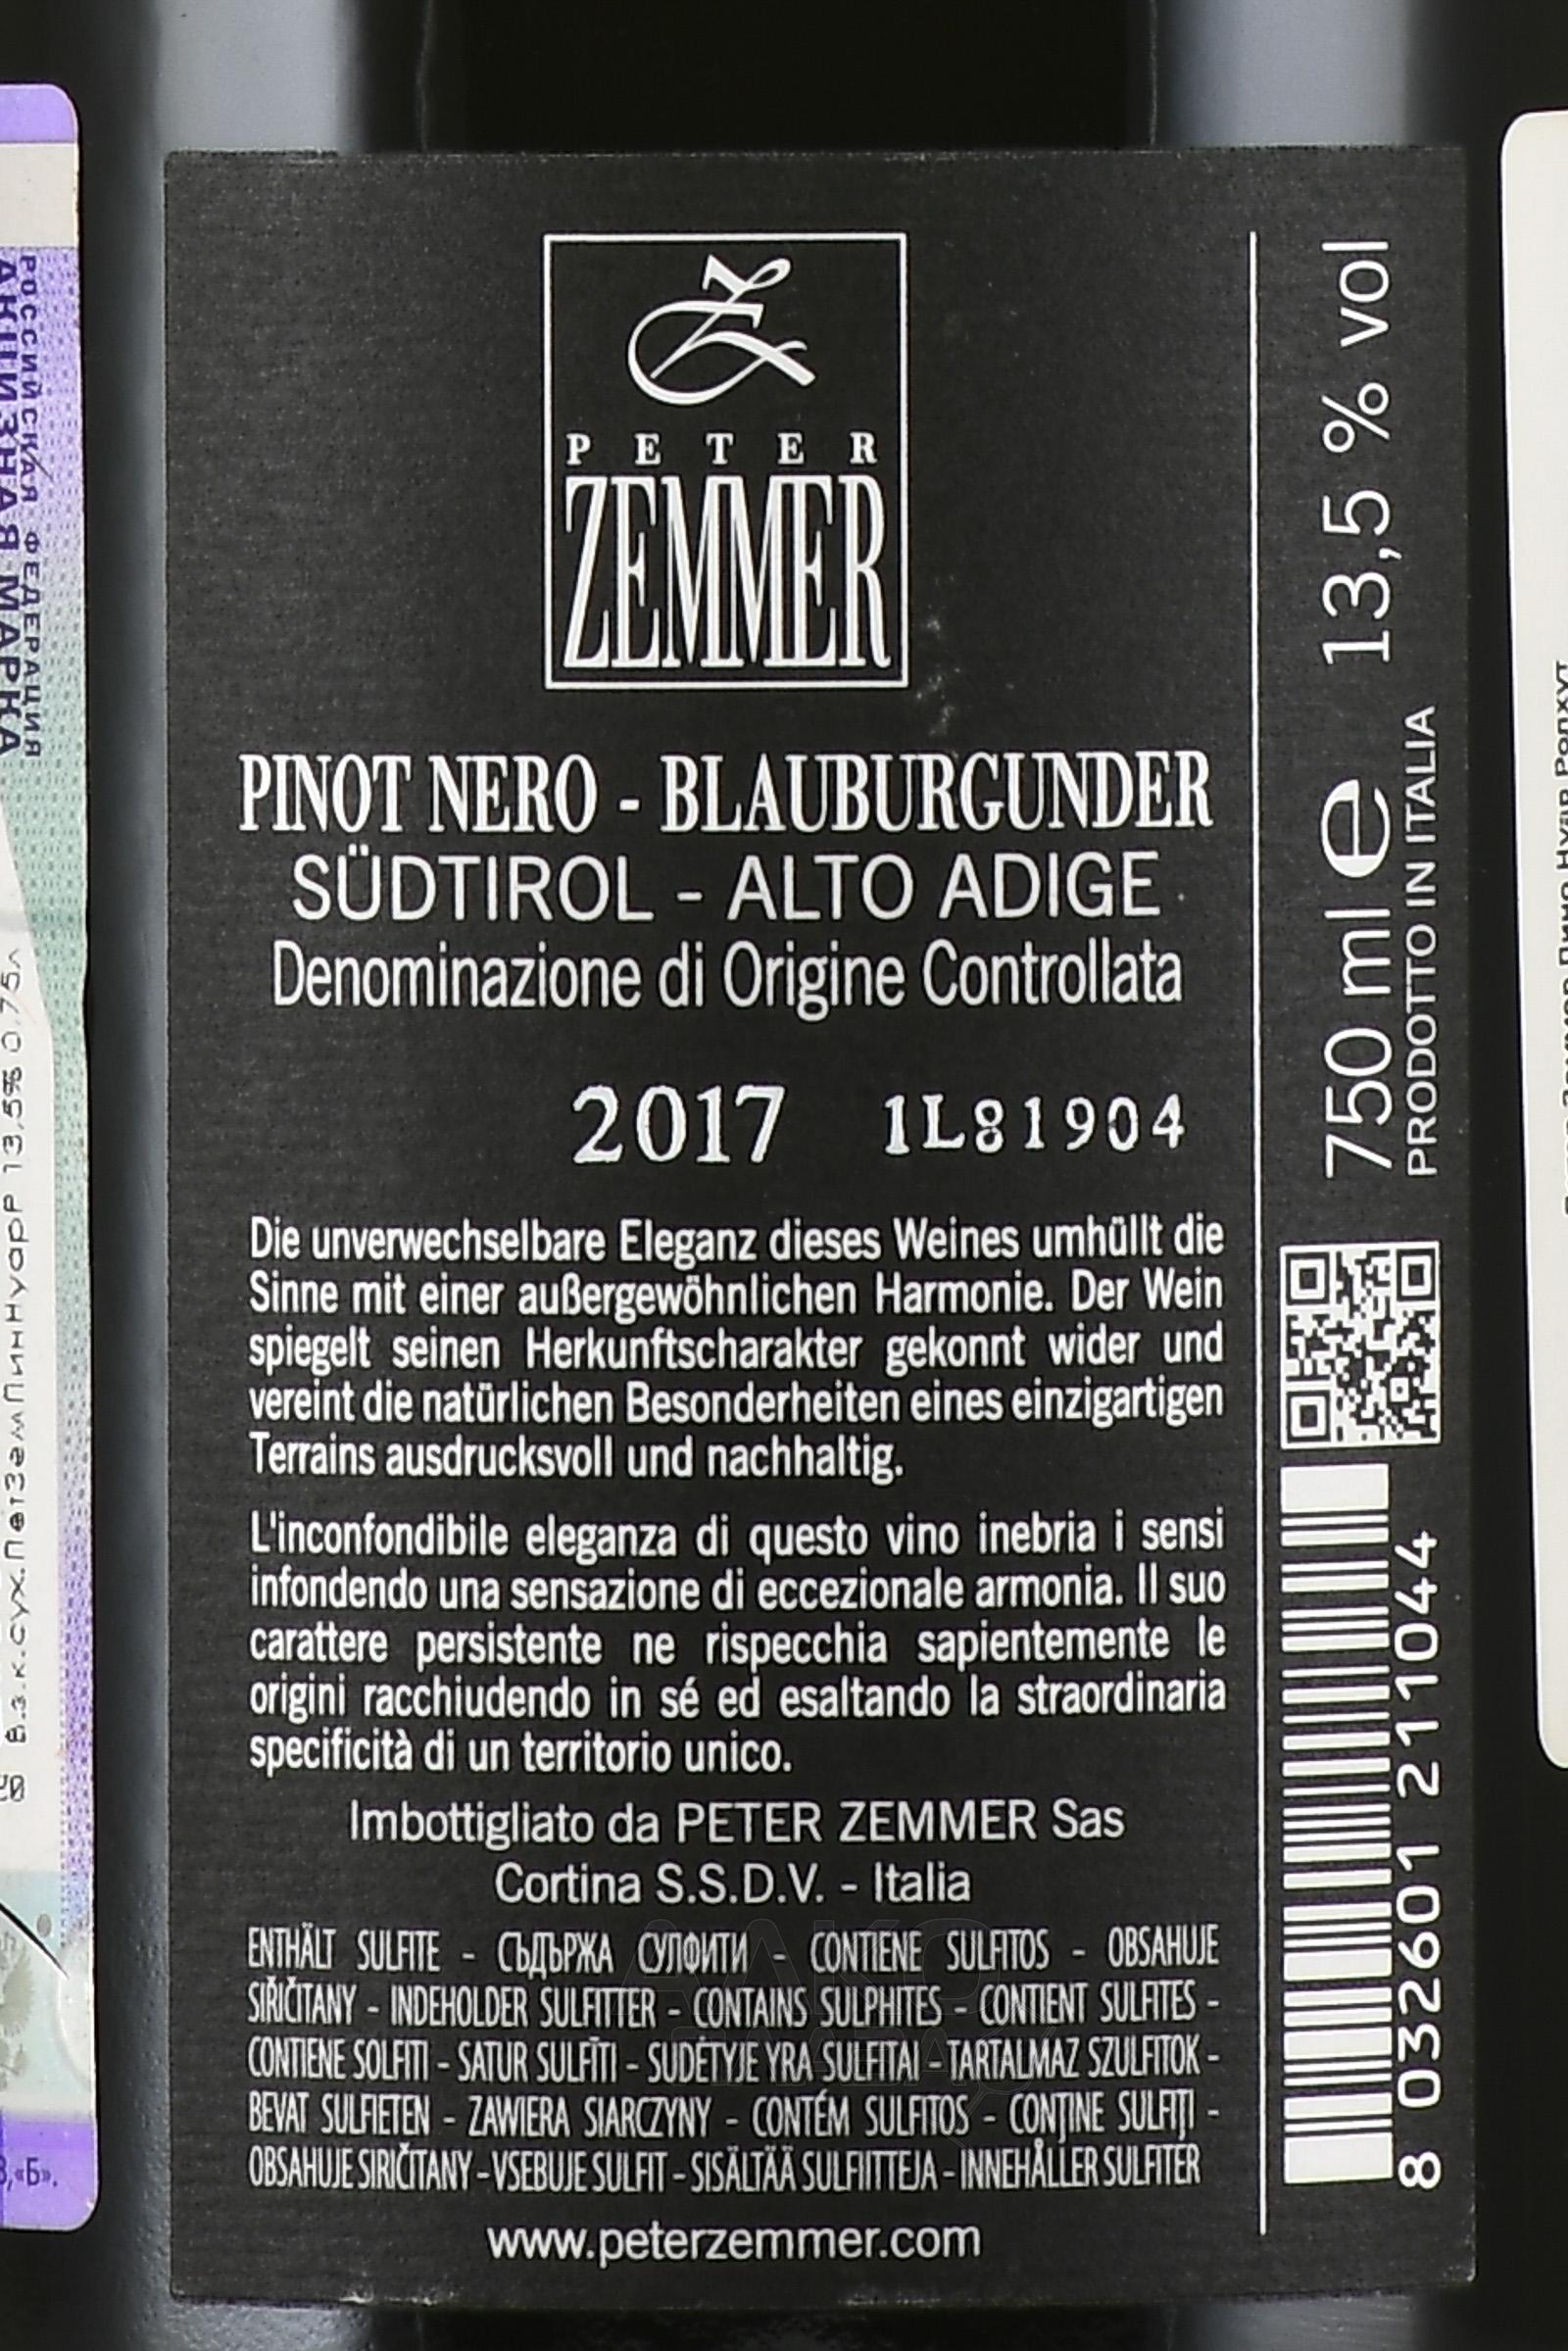 РОССИЙСКАЯ ФЕДЕРАЦИЯ
АКЦИЗНАЯ МАРКА
PETER
ZEMMER
PINOT NERO - BLAUBURGUNDER
SÜDTIROL - ALTO ADIGE
Denominazione di Origine Controllata
2017 1L81904
Die unverwechselbare Eleganz dieses Weines umhüllt die
Sinne mit einer außergewöhnlichen Harmonie. Der Wein
spiegelt seinen Herkunftscharakter gekonnt wider und
vereint die natürlichen Besonderheiten eines einzigartigen
Terrains ausdrucksvoll und nachhaltig.
L'inconfondibile eleganza di questo vino inebria i sensi
infondendo una sensazione di eccezionale armonia. Il suo
carattere persistente ne rispecchia sapientemente le
origini racchiudendo in sé ed esaltando la straordinaria
specificità di un territorio unico.
Imbottigliato da PETER ZEMMER Sas
Cortina S.S.D.V. - Italia
ENTHÄLT SULFITE - СЪДЪРЖА СУЛФИТИ - CONTIENE SULFITOS - OBSAHUJE
SIŘIČITANY - INDEHOLDER SULFITTER - CONTAINS SULPHITES - CONTIENT SULFITES -
CONTIENE SOLFITI - SATUR SULFĪTI - SUDĖTYJE YRA SULFITAI - TARTALMAZ SZULFITOK -
BEVAT SULFIETEN - ZAWIERA SIARCZYNY - CONTÉM SULFITOS - CONŢINE SULFIŢI -
OBSAHUJE SIRIČITANY - VSEBUJE SULFIT - SISÄLTÄÄ SULFIITTEJA - INNEHÅLLER SULFITER
www.peterzemmer.com
750 ml e 13,5 % vol
PRODOTTO IN ITALIA
8 032601 211044